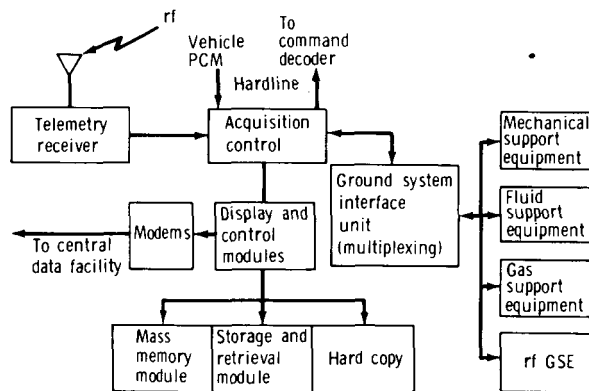 rf
Vehicle
PCM
To
command
decoder
Hardline
Telemetry
receiver
Acquisition
control
Mechanical
support
equipment
Ground system
interface
unit
(multiplexing)
Fluid
support
equipment
To central
data facility
Modems
Display and
control
modules
Gas
support
equipment
Mass
memory
module
Storage and
retrieval
module
Hard copy
rf GSE